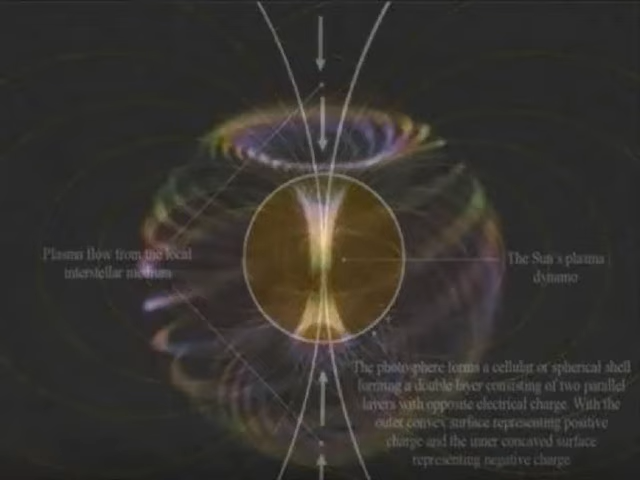 Plasma flow from the local
interstellar medium
The Sun's plasma
dynamo
The photosphere forms a cellular or spherical shell
forming a double layer consisting of two parallel
layers with opposite electrical charge. With the
outer convex surface representing positive
charge and the inner concaved surface
representing negative charge